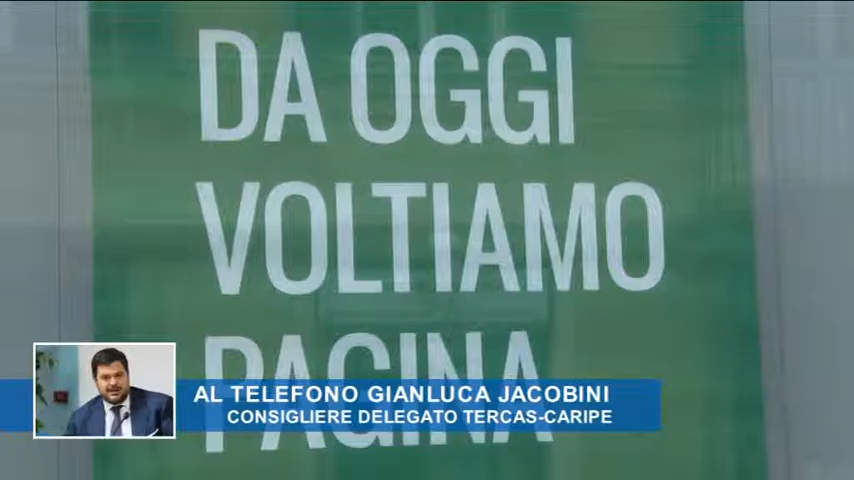 DA OGGI
VOLTIAMO
PAGINA
AL TELEFONO GIANLUCA JACOBINI
CONSIGLIERE DELEGATO TERCAS-CARIPE